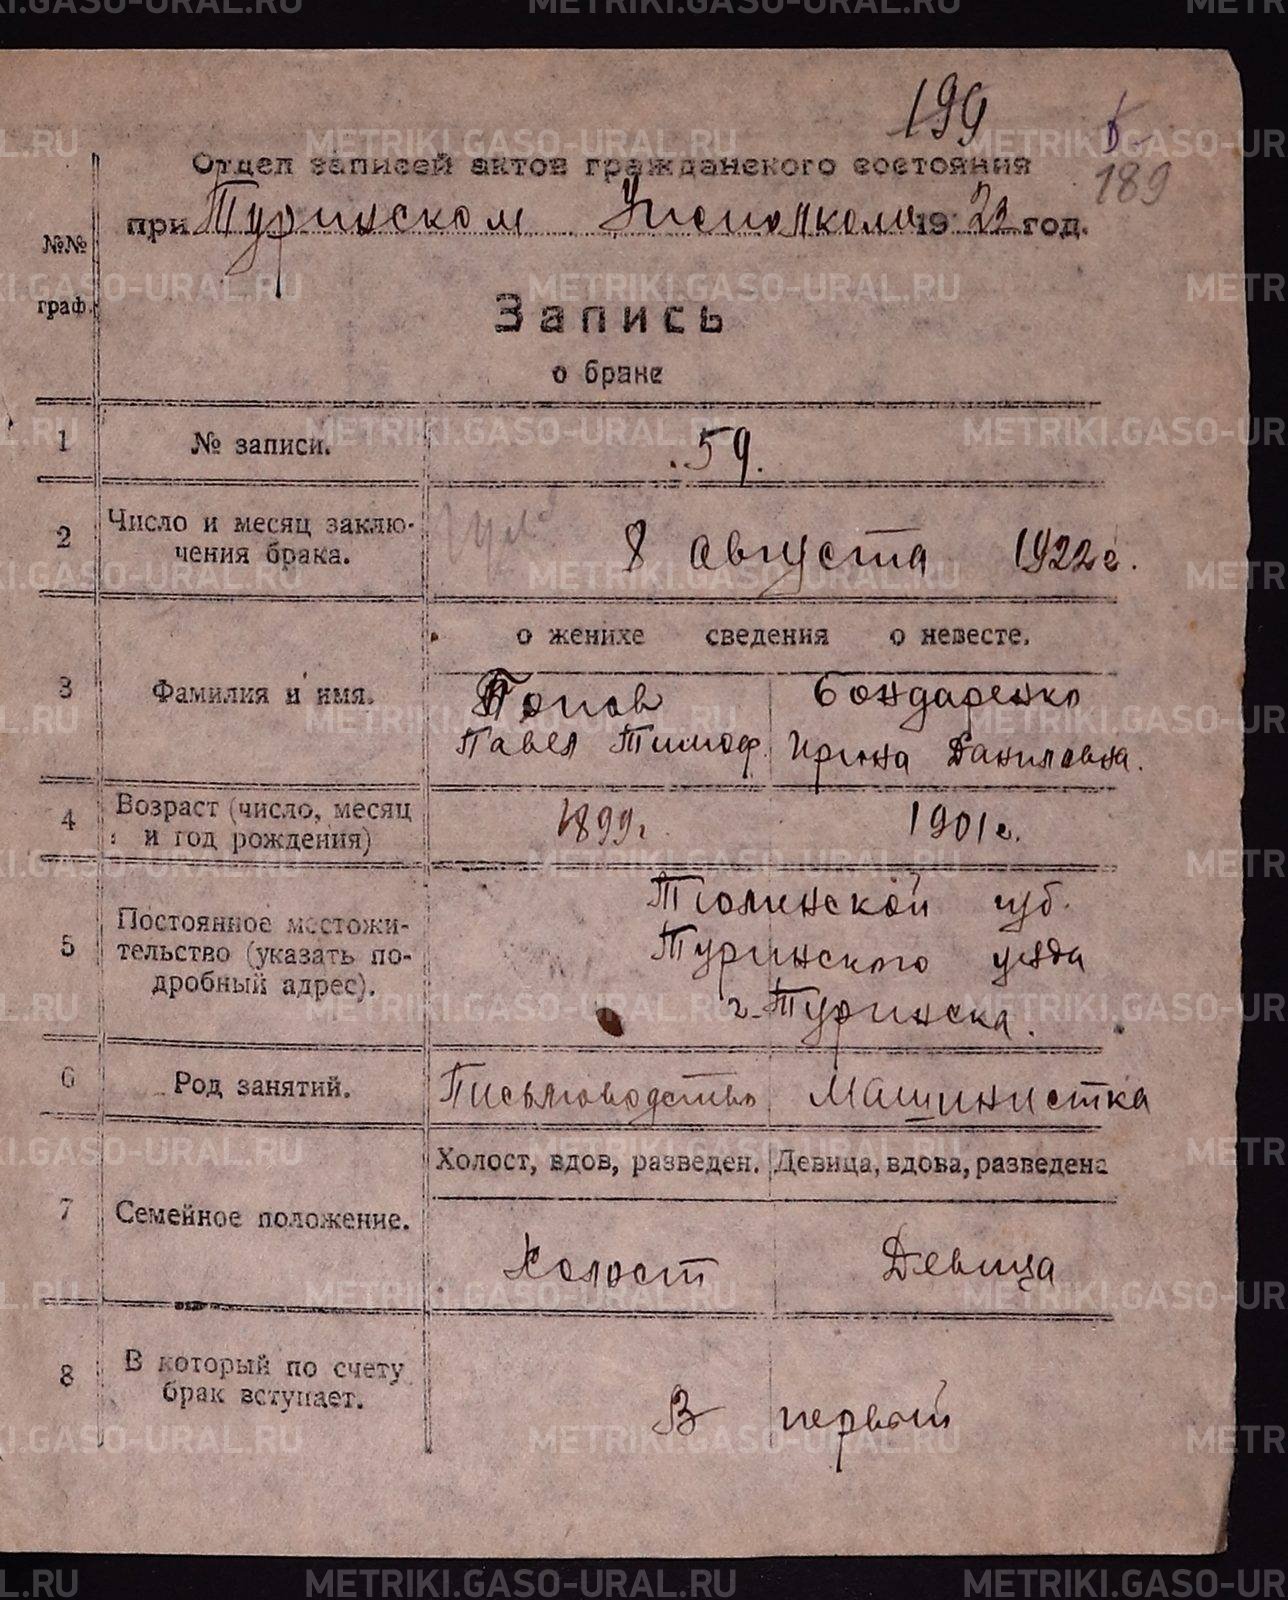 199
189
Отдел записей актов гражданского состояния
при Туринском Уисполкоме 1922 год.
№№ граф.
Запись
о браке
1 № записи. 59.
2 Число и месяц заключения брака. 8 августа 1922 г.
о женихе сведения о невесте.
3 Фамилия и имя. Попов Бондаренко
Павел Тимоф. Ирина Даниловна.
4 Возраст (число, месяц и год рождения) 1899 г. 1901 г.
5 Постоянное местожительство (указать подробный адрес). Тюменской губ.
Туринского уезда
г. Туринска.
6 Род занятий. Письмоводство Машинистка
Холост, вдов, разведен. Девица, вдова, разведена
7 Семейное положение. Холост Девица
8 В который по счету брак вступает. В первый
METRIKI.GASO-URAL.RU